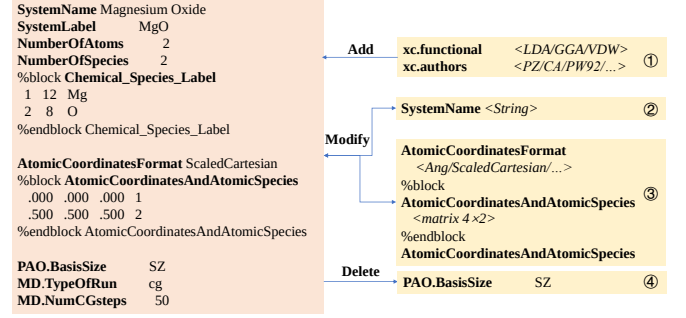 SystemName Magnesium Oxide
SystemLabel MgO
NumberOfAtoms 2
NumberOfSpecies 2
%block Chemical_Species_Label
1 12 Mg
2 8 O
%endblock Chemical_Species_Label
AtomicCoordinatesFormat ScaledCartesian
%block AtomicCoordinatesAndAtomicSpecies
.000 .000 .000 1
.500 .500 .500 2
%endblock AtomicCoordinatesAndAtomicSpecies
PAO.BasisSize SZ
MD.TypeOfRun cg
MD.NumCGsteps 50
Add
Modify
Delete
xc.functional <LDA/GGA/VDW>
xc.authors <PZ/CA/PW92/...>
①
SystemName <String> ②
AtomicCoordinatesFormat
<Ang/ScaledCartesian/...>
%block
AtomicCoordinatesAndAtomicSpecies ③
<matrix 4×2>
%endblock
AtomicCoordinatesAndAtomicSpecies
PAO.BasisSize SZ ④